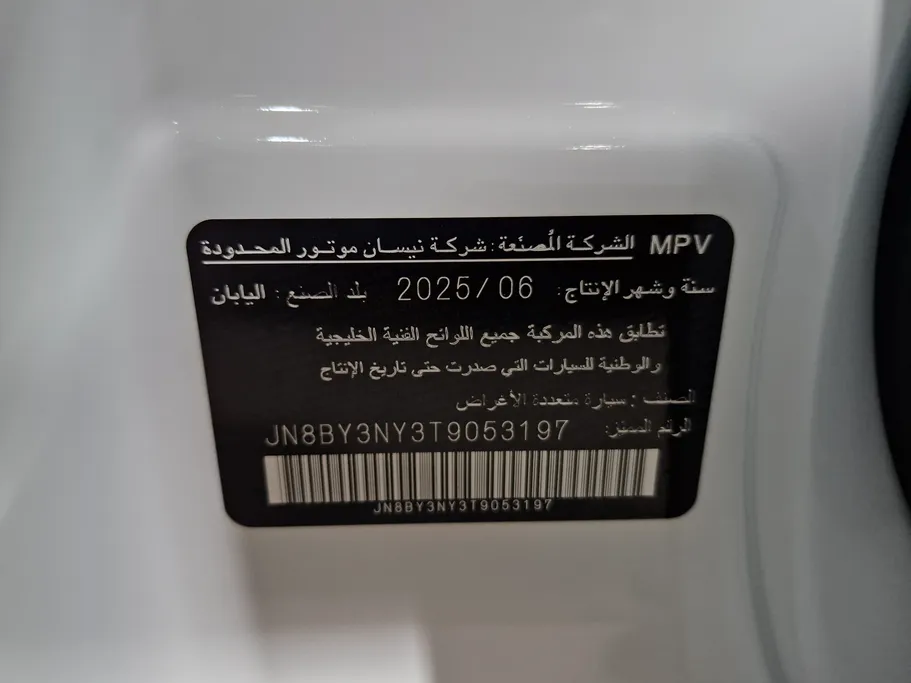 MPV الشركة المُصنّعة: شركة نيسان موتور المحدودة
سنة وشهر الإنتاج: 2025/06 بلد الصنع: اليابان
تطابق هذه المركبة جميع اللوائح الفنية الخليجية
والوطنية للسيارات التي صدرت حتى تاريخ الإنتاج
الصنف: سيارة متعددة الأغراض
الرقم المميز: JN8BY3NY3T9053197
JN8BY3NY3T9053197